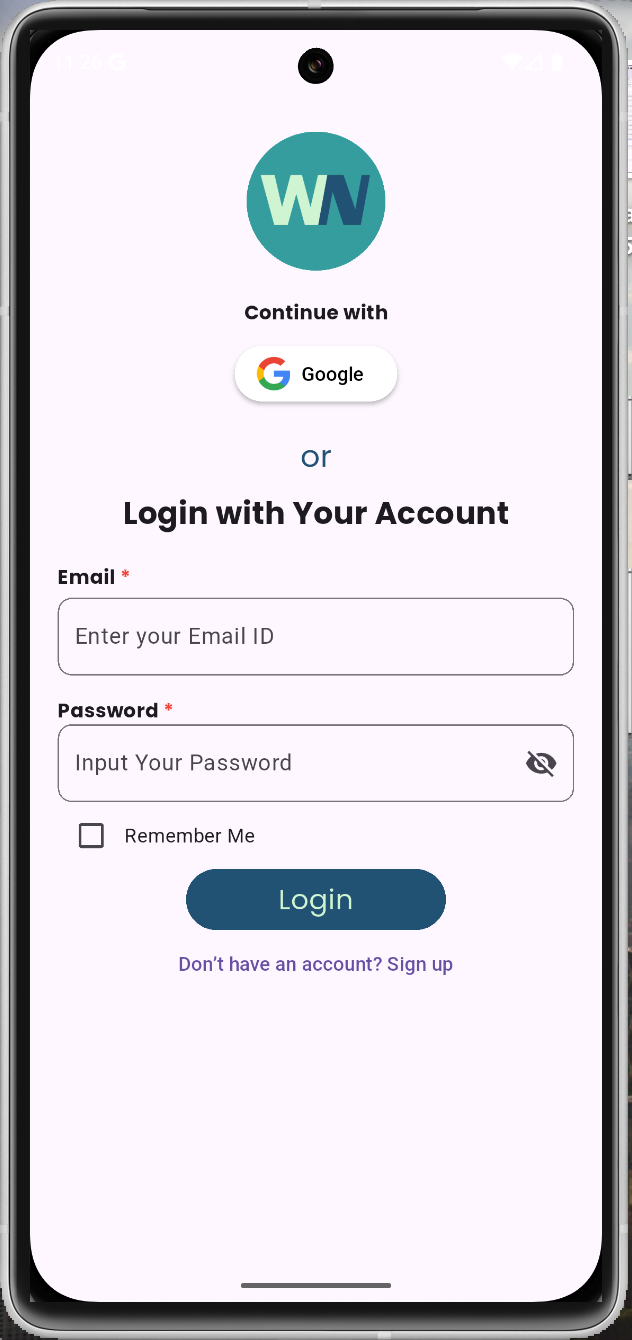 11:26 G
WN
Continue with
G Google
or
Login with Your Account
Email *
Enter your Email ID
Password *
Input Your Password
Remember Me
Login
Don’t have an account? Sign up